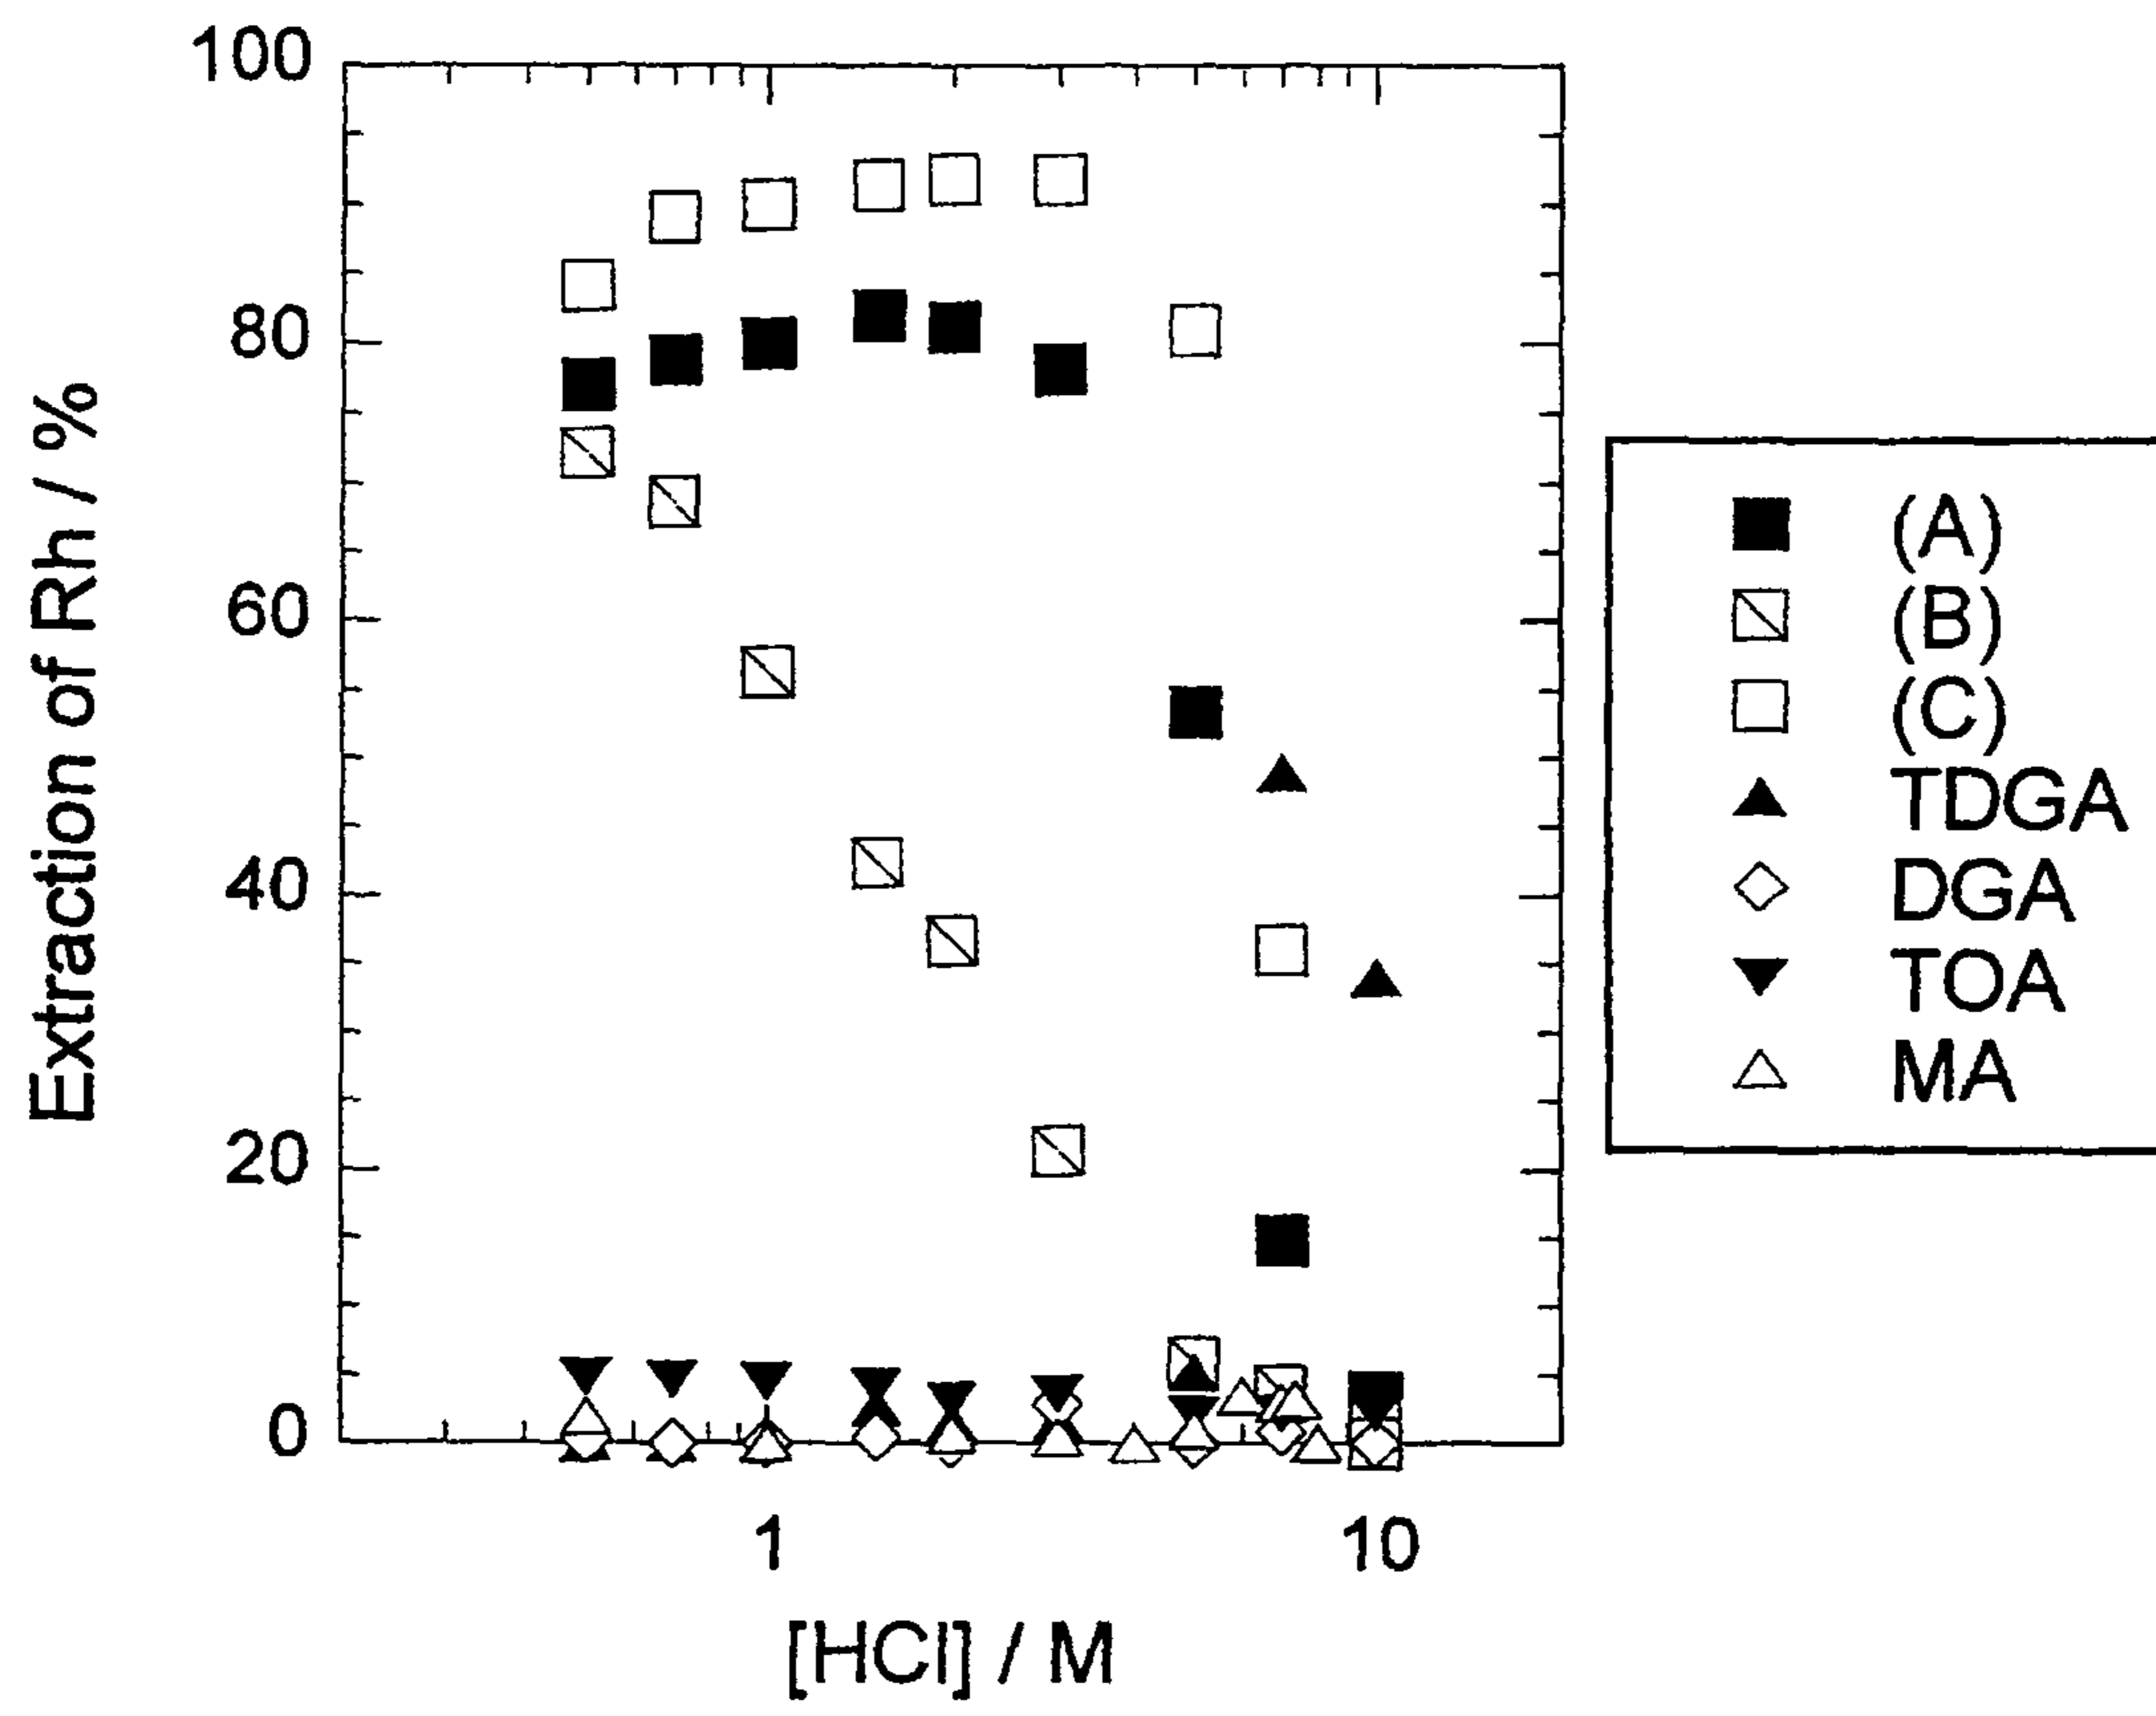 100
80
60
40
20
0
Extraction of Rh / %
1
10
[HCl] / M
(A)
(B)
(C)
TDGA
DGA
TOA
MA